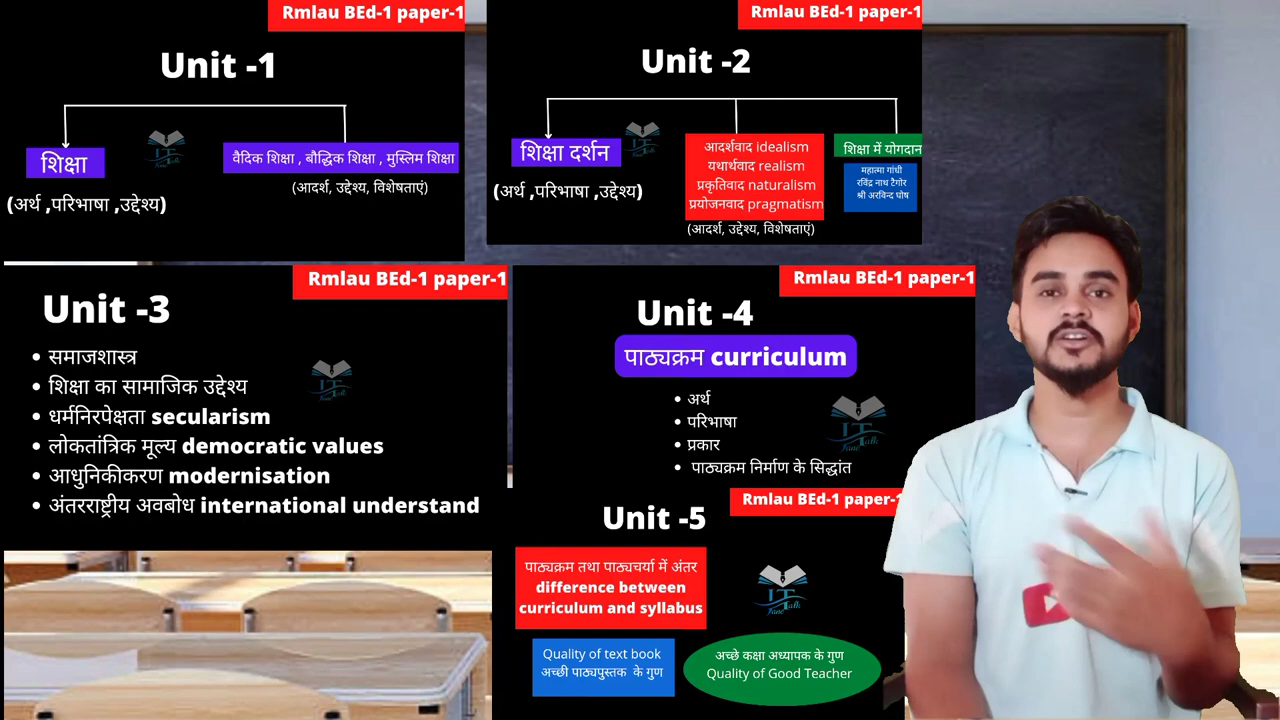 Rmlau BEd-1 paper-1
Unit -1
शिक्षा
(अर्थ ,परिभाषा ,उद्देश्य)
वैदिक शिक्षा , बौद्धिक शिक्षा , मुस्लिम शिक्षा
(आदर्श, उद्देश्य, विशेषताएं)
Rmlau BEd-1 paper-1
Unit -2
शिक्षा दर्शन
(अर्थ ,परिभाषा ,उद्देश्य)
आदर्शवाद idealism
यथार्थवाद realism
प्रकृतिवाद naturalism
प्रयोजनवाद pragmatism
(आदर्श, उद्देश्य, विशेषताएं)
शिक्षा में योगदान
महात्मा गांधी
रविंद्र नाथ टैगोर
श्री अरविन्द घोष
Rmlau BEd-1 paper-1
Unit -3
• समाजशास्त्र
• शिक्षा का सामाजिक उद्देश्य
• धर्मनिरपेक्षता secularism
• लोकतांत्रिक मूल्य democratic values
• आधुनिकीकरण modernisation
• अंतरराष्ट्रीय अवबोध international understand
Rmlau BEd-1 paper-1
Unit -4
पाठ्यक्रम curriculum
• अर्थ
• परिभाषा
• प्रकार
• पाठ्यक्रम निर्माण के सिद्धांत
Rmlau BEd-1 paper-1
Unit -5
पाठ्यक्रम तथा पाठ्यचर्या में अंतर
difference between
curriculum and syllabus
Quality of text book
अच्छी पाठ्यपुस्तक के गुण
अच्छे कक्षा अध्यापक के गुण
Quality of Good Teacher